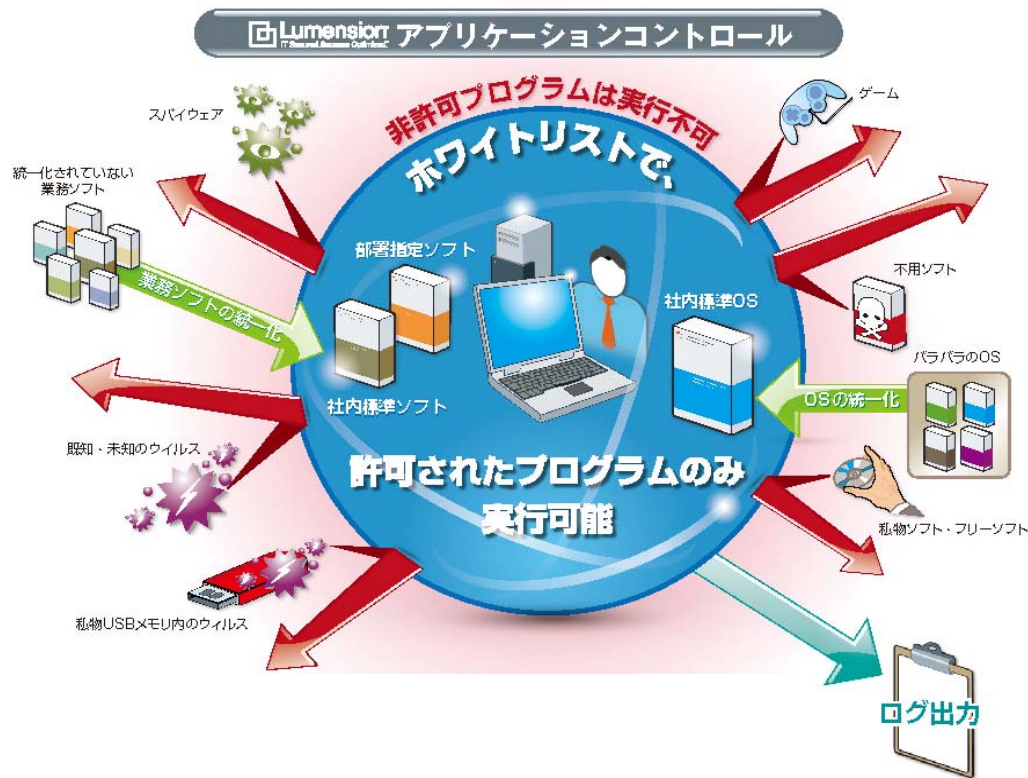 Lumension アプリケーションコントロール
IT Secured. Success Optimized.
非許可プログラムは実行不可
ホワイトリストで、
スパイウェア
ゲーム
統一化されていない
業務ソフト
業務ソフトの統一化
部署指定ソフト
社内標準ソフト
社内標準OS
不用ソフト
バラバラのOS
OSの統一化
既知・未知のウィルス
許可されたプログラムのみ
実行可能
私物ソフト・フリーソフト
私物USBメモリ内のウィルス
ログ出力